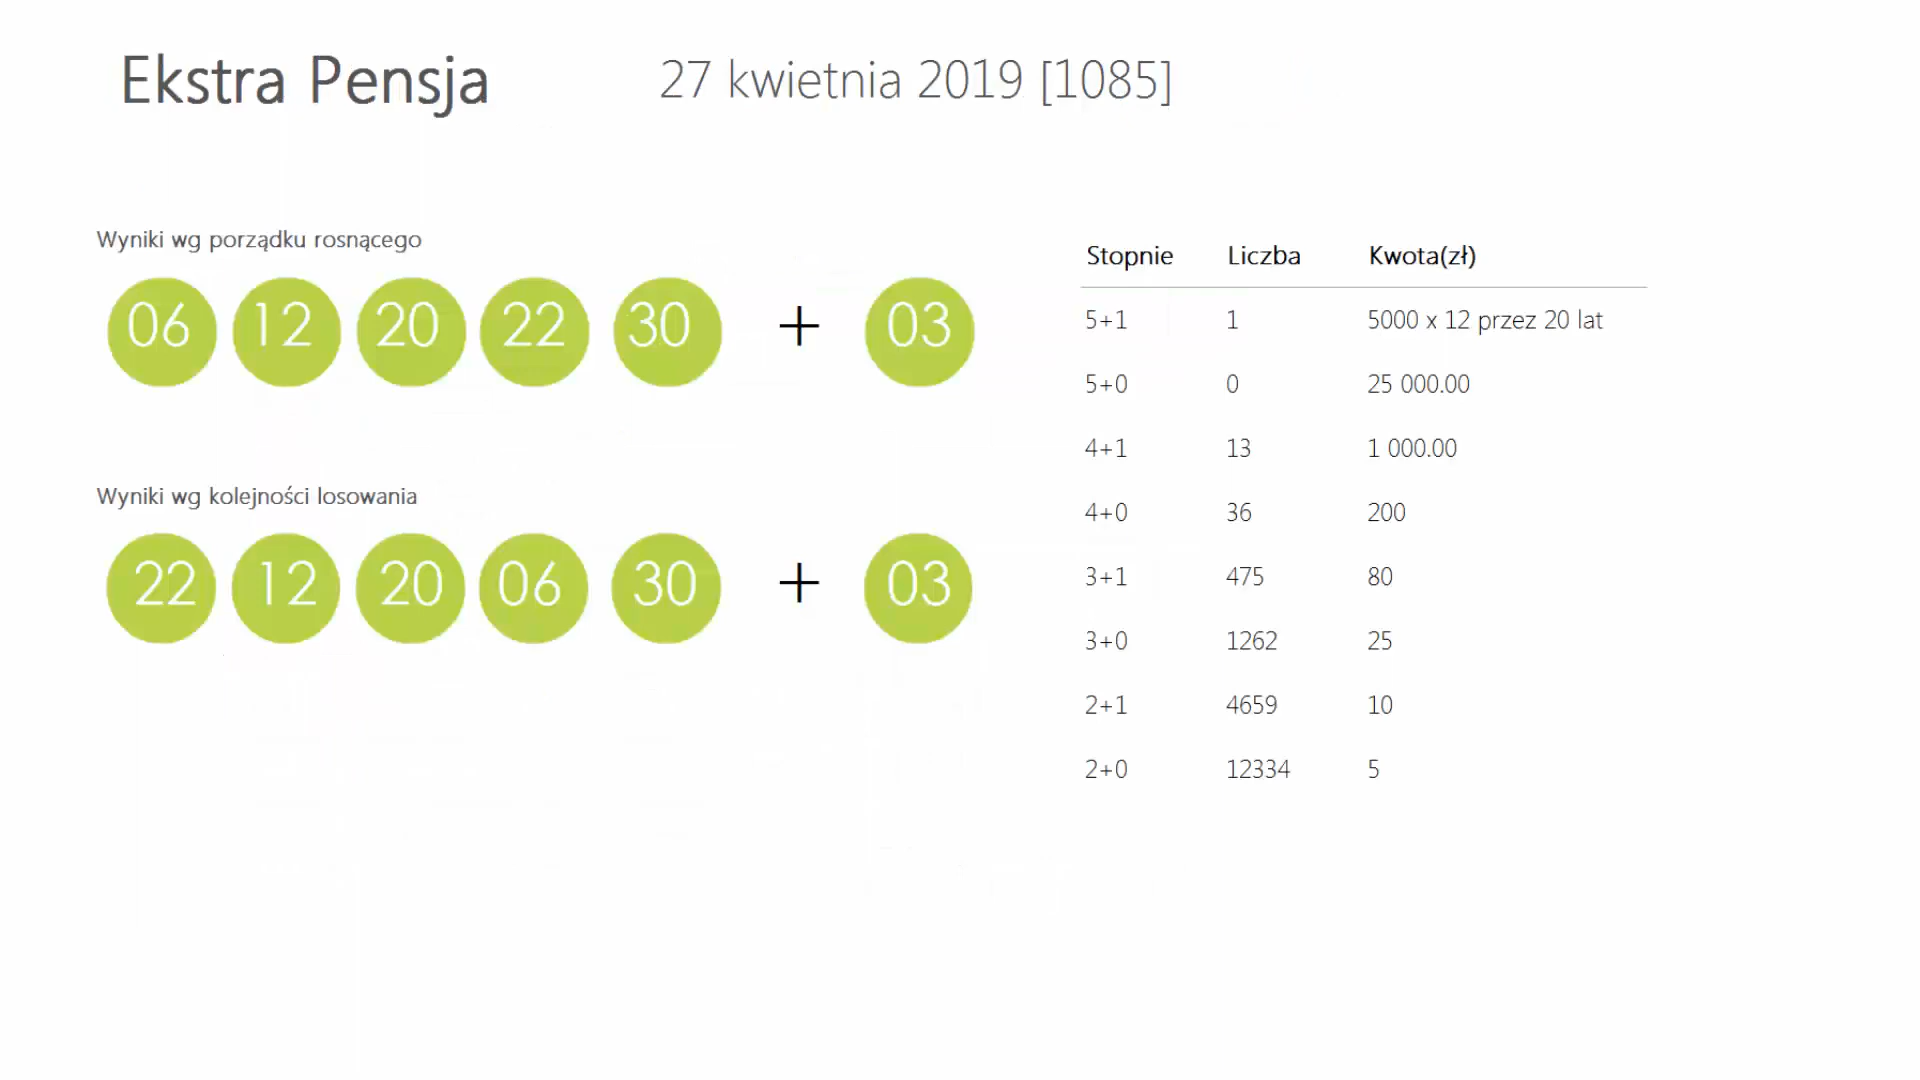 Ekstra Pensja 27 kwietnia 2019 [1085]
Wyniki wg porządku rosnącego
06 12 20 22 30 + 03
Wyniki wg kolejności losowania
22 12 20 06 30 + 03
Stopnie Liczba Kwota(zł)
5+1 1 5000 x 12 przez 20 lat
5+0 0 25 000.00
4+1 13 1 000.00
4+0 36 200
3+1 475 80
3+0 1262 25
2+1 4659 10
2+0 12334 5